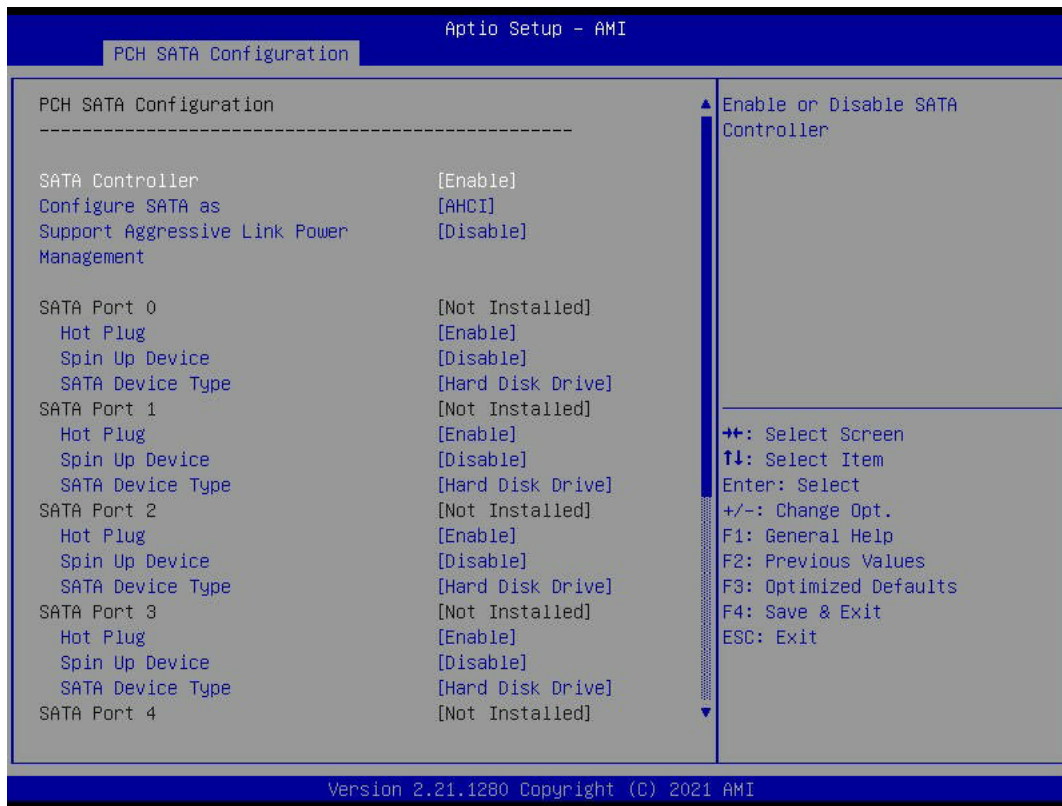 Aptio Setup – AMI
PCH SATA Configuration
PCH SATA Configuration
--------------------------------------------------
SATA Controller [Enable]
Configure SATA as [AHCI]
Support Aggressive Link Power [Disable]
Management
SATA Port 0 [Not Installed]
Hot Plug [Enable]
Spin Up Device [Disable]
SATA Device Type [Hard Disk Drive]
SATA Port 1 [Not Installed]
Hot Plug [Enable]
Spin Up Device [Disable]
SATA Device Type [Hard Disk Drive]
SATA Port 2 [Not Installed]
Hot Plug [Enable]
Spin Up Device [Disable]
SATA Device Type [Hard Disk Drive]
SATA Port 3 [Not Installed]
Hot Plug [Enable]
Spin Up Device [Disable]
SATA Device Type [Hard Disk Drive]
SATA Port 4 [Not Installed]
Enable or Disable SATA
Controller
→←: Select Screen
↑↓: Select Item
Enter: Select
+/-: Change Opt.
F1: General Help
F2: Previous Values
F3: Optimized Defaults
F4: Save & Exit
ESC: Exit
Version 2.21.1280 Copyright (C) 2021 AMI